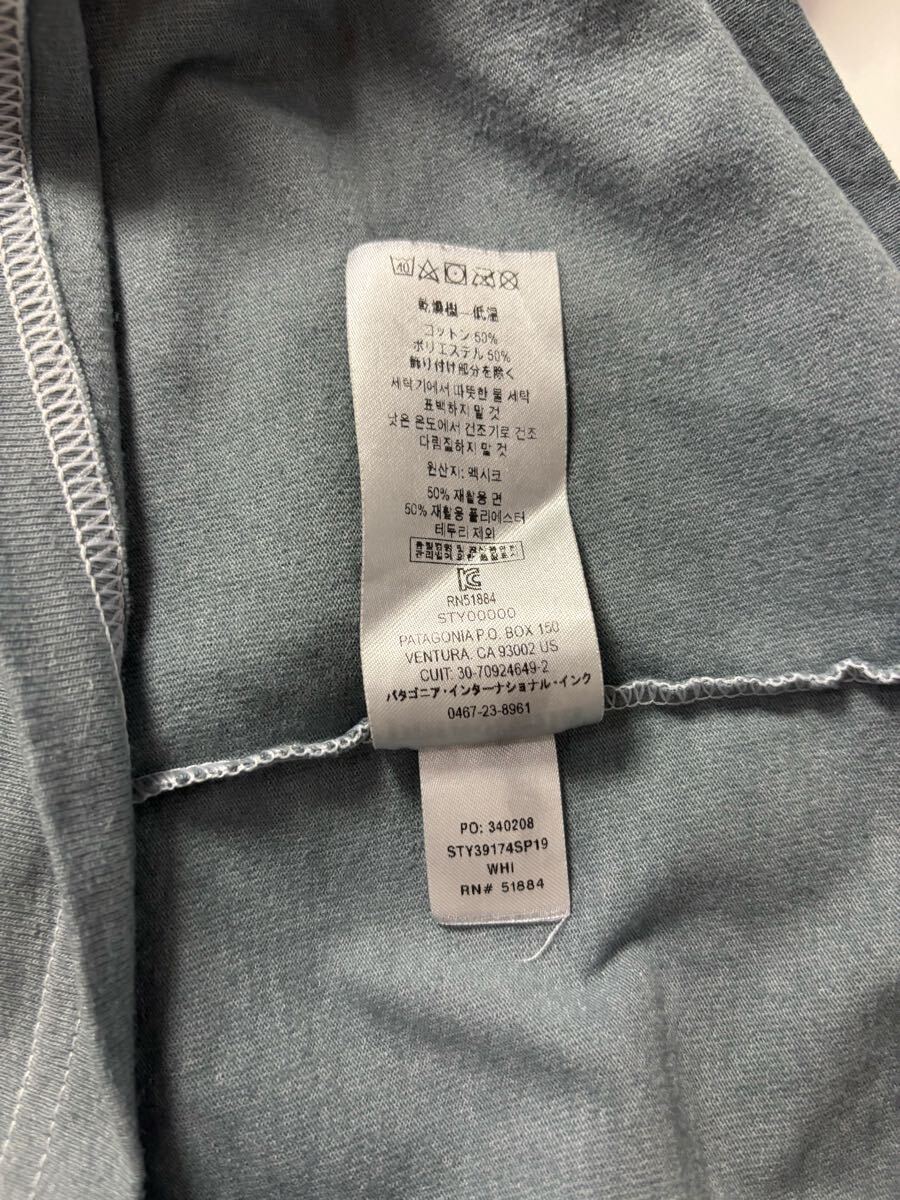 40
乾燥機 - 低温
コットン 50%
ポリエステル 50%
飾り付け部分を除く
세탁기에서 따뜻한 물 세탁
표백하지 말 것
낮은 온도에서 건조기로 건조
다림질하지 말 것
원산지: 멕시코
50% 재활용 면
50% 재활용 폴리에스터
테두리 제외
RN51884
STY00000
PATAGONIA P.O. BOX 150
VENTURA, CA 93002 US
CUIT: 30-70924649-2
パタゴニア・インターナショナル・インク
0467-23-8961
PO: 340208
STY39174SP19
WHI
RN# 51884